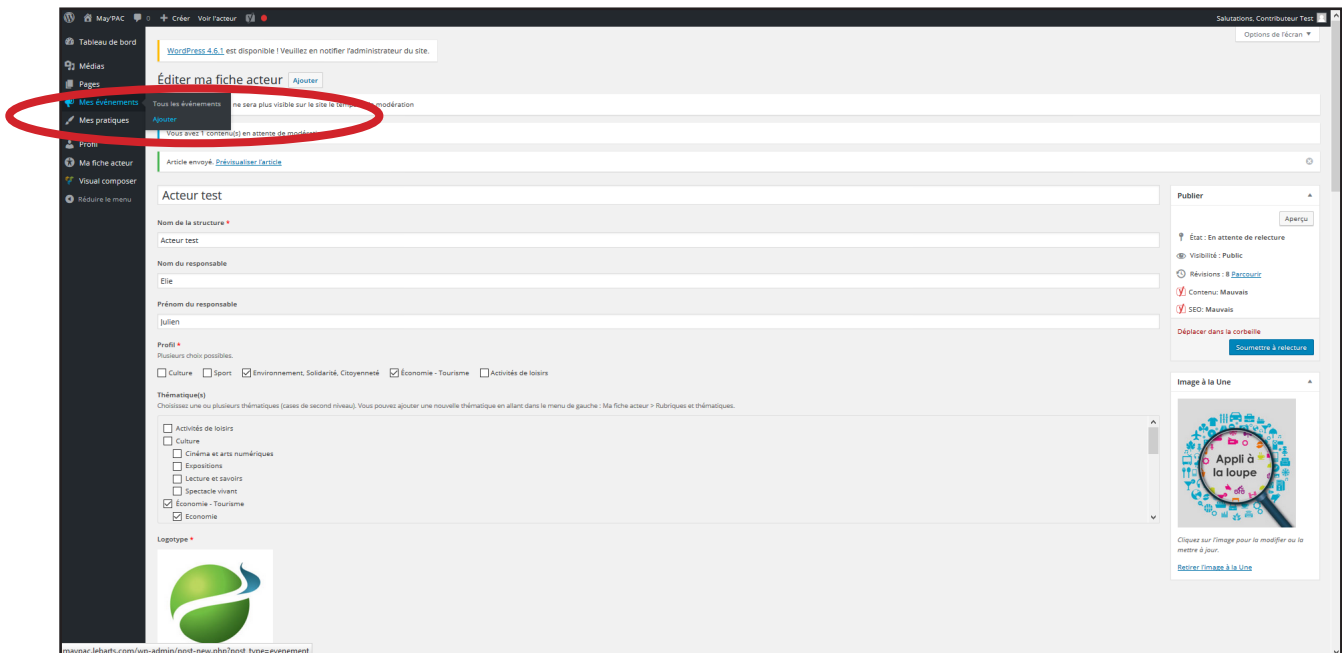 May'PAC 0 + Créer Voir l'acteur
Salutations, Contributeur Test
Options de l'écran ▼
Tableau de bord
Médias
Pages
Mes événements
Mes pratiques
Profil
Ma fiche acteur
Visual composer
Réduire le menu
Tous les événements
Ajouter
WordPress 4.6.1 est disponible ! Veuillez en notifier l'administrateur du site.
Éditer ma fiche acteur Ajouter
ne sera plus visible sur le site le modération
Vous avez 1 contenu(s) en attente de modération
Article envoyé. Prévisualiser l'article
Acteur test
Nom de la structure *
Acteur test
Nom du responsable
Elie
Prénom du responsable
Julien
Profil *
Plusieurs choix possibles.
Culture Sport Environnement, Solidarité, Citoyenneté Économie - Tourisme Activités de loisirs
Thématique(s)
Choisissez une ou plusieurs thématiques (cases de second niveau). Vous pouvez ajouter une nouvelle thématique en allant dans le menu de gauche : Ma fiche acteur > Rubriques et thématiques.
Activités de loisirs
Culture
Cinéma et arts numériques
Expositions
Lecture et savoirs
Spectacle vivant
Économie - Tourisme
Economie
Logotype *
Publier
Aperçu
État : En attente de relecture
Visibilité : Public
Révisions : 8 Parcourir
Contenu: Mauvais
SEO: Mauvais
Déplacer dans la corbeille
Soumettre à relecture
Image à la Une
Appli à
la loupe
Cliquez sur l'image pour la modifier ou la
mettre à jour.
Retirer l'image à la Une
maypac.lebarts.com/wp-admin/post-new.php?post_type=evenement